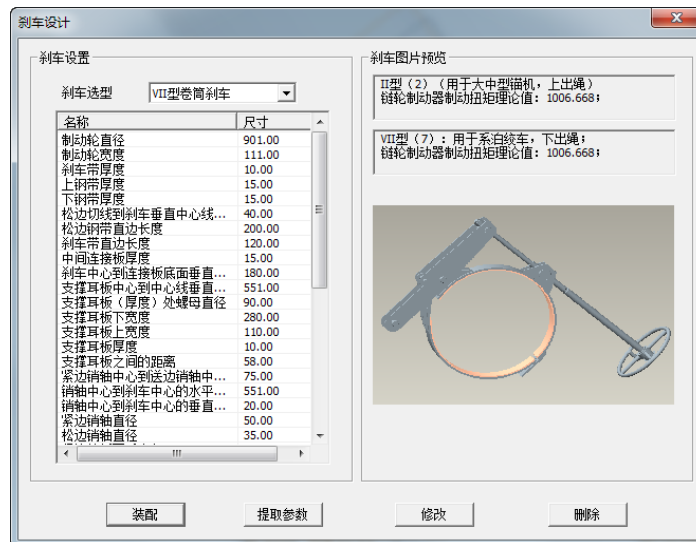 刹车设计
刹车设置
刹车选型 VII型卷筒刹车
名称 尺寸
制动轮直径 901.00
制动轮宽度 111.00
刹车带厚度 10.00
上钢带厚度 15.00
下钢带厚度 15.00
松边切线到刹车垂直中心线... 40.00
松边钢带直边长度 200.00
刹车带直边长度 120.00
中间连接板厚度 15.00
刹车中心到连接板底面垂直... 180.00
支撑耳板中心到中心线垂直... 551.00
支撑耳板（厚度）处螺母直径 90.00
支撑耳板下宽度 280.00
支撑耳板上宽度 110.00
支撑耳板厚度 10.00
支撑耳板之间的距离 58.00
紧边销轴中心到送边销轴中... 75.00
销轴中心到刹车中心的水平... 551.00
销轴中心到刹车中心的垂直... 20.00
紧边销轴直径 50.00
松边销轴直径 35.00
刹车图片预览
II型（2）（用于大中型锚机，上出绳）
链轮制动器制动扭矩理论值: 1006.668;
VII型（7）: 用于系泊绞车，下出绳;
链轮制动器制动扭矩理论值: 1006.668;
装配 提取参数 修改 删除